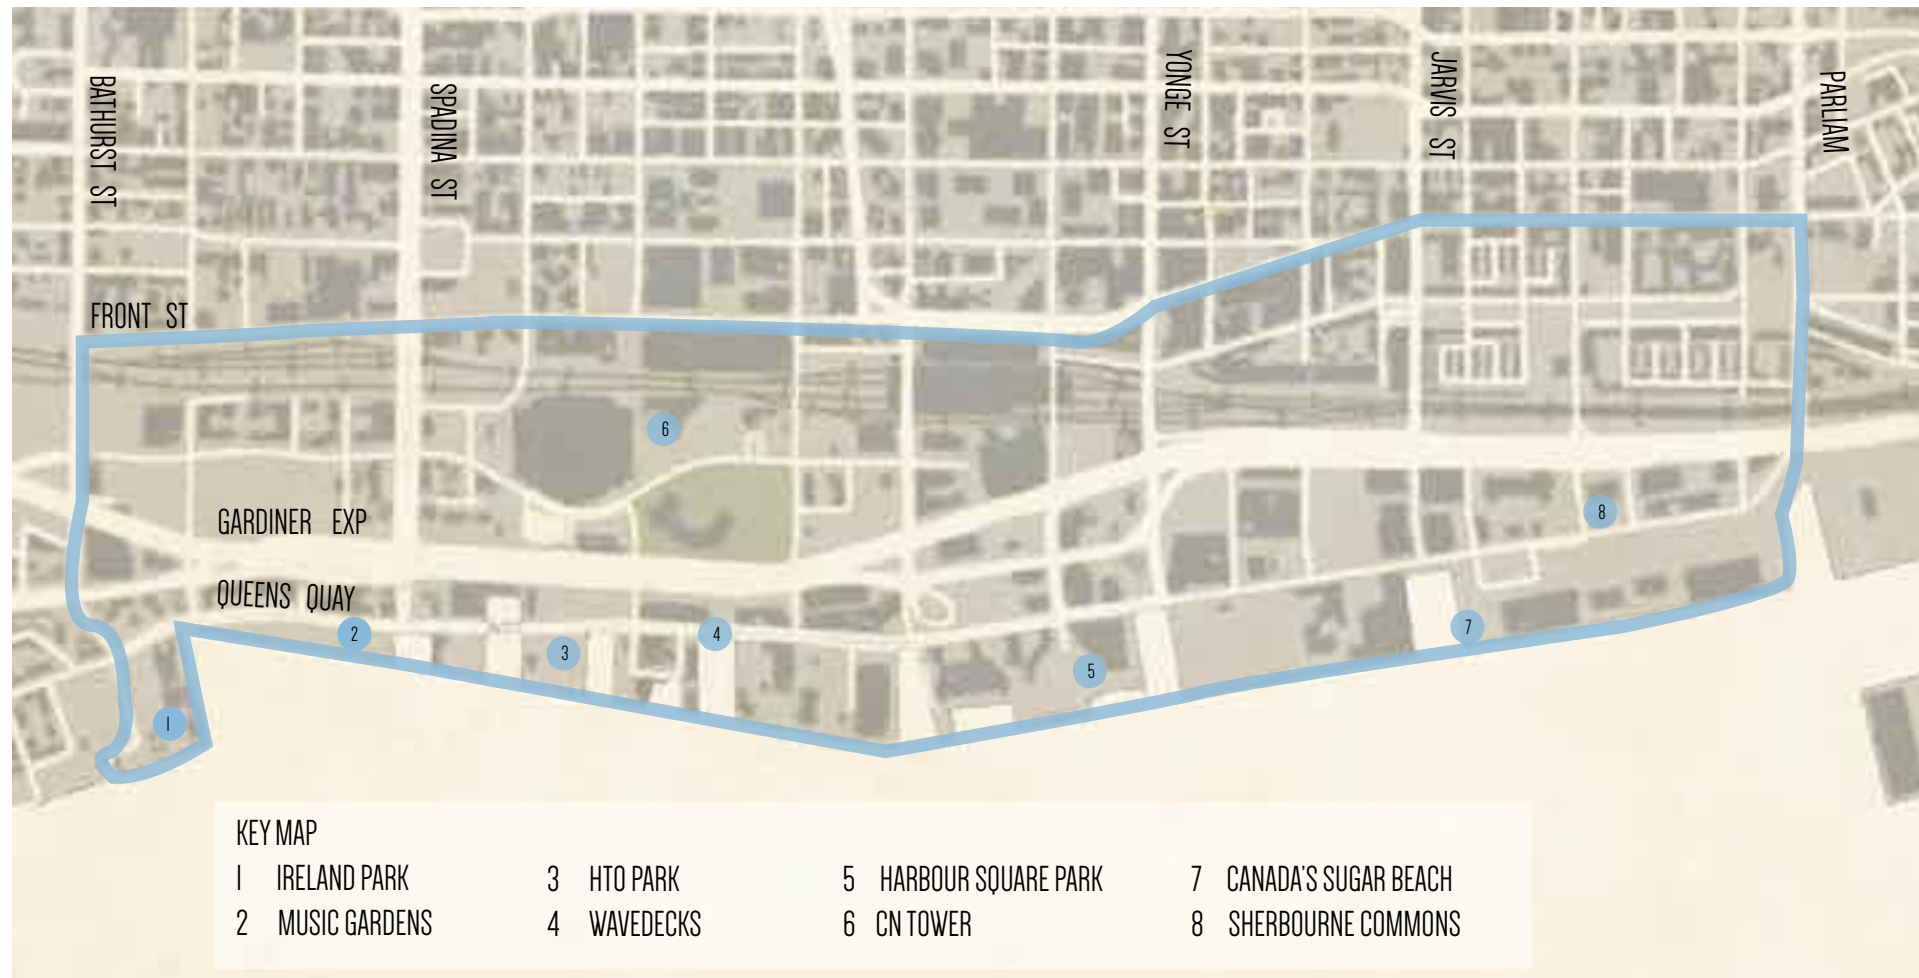 BATHURST ST
SPADINA ST
YONGE ST
JARVIS ST
PARLIAM
FRONT ST
6
GARDINER EXP
8
QUEENS QUAY
2
3
4
7
5
1
KEY MAP
1 IRELAND PARK
2 MUSIC GARDENS
3 HTO PARK
4 WAVEDECKS
5 HARBOUR SQUARE PARK
6 CN TOWER
7 CANADA'S SUGAR BEACH
8 SHERBOURNE COMMONS